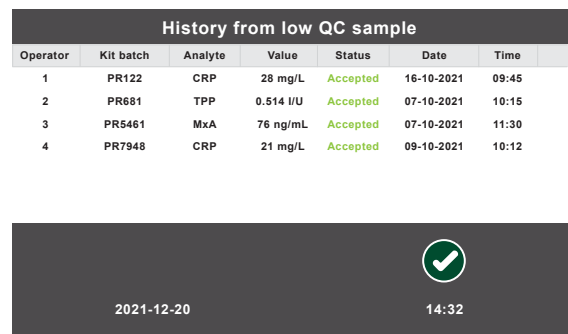 History from low QC sample
Operator Kit batch Analyte Value Status Date Time
1 PR122 CRP 28 mg/L Accepted 16-10-2021 09:45
2 PR681 TPP 0.514 I/U Accepted 07-10-2021 10:15
3 PR5461 MxA 76 ng/mL Accepted 07-10-2021 11:30
4 PR7948 CRP 21 mg/L Accepted 09-10-2021 10:12
2021-12-20 14:32